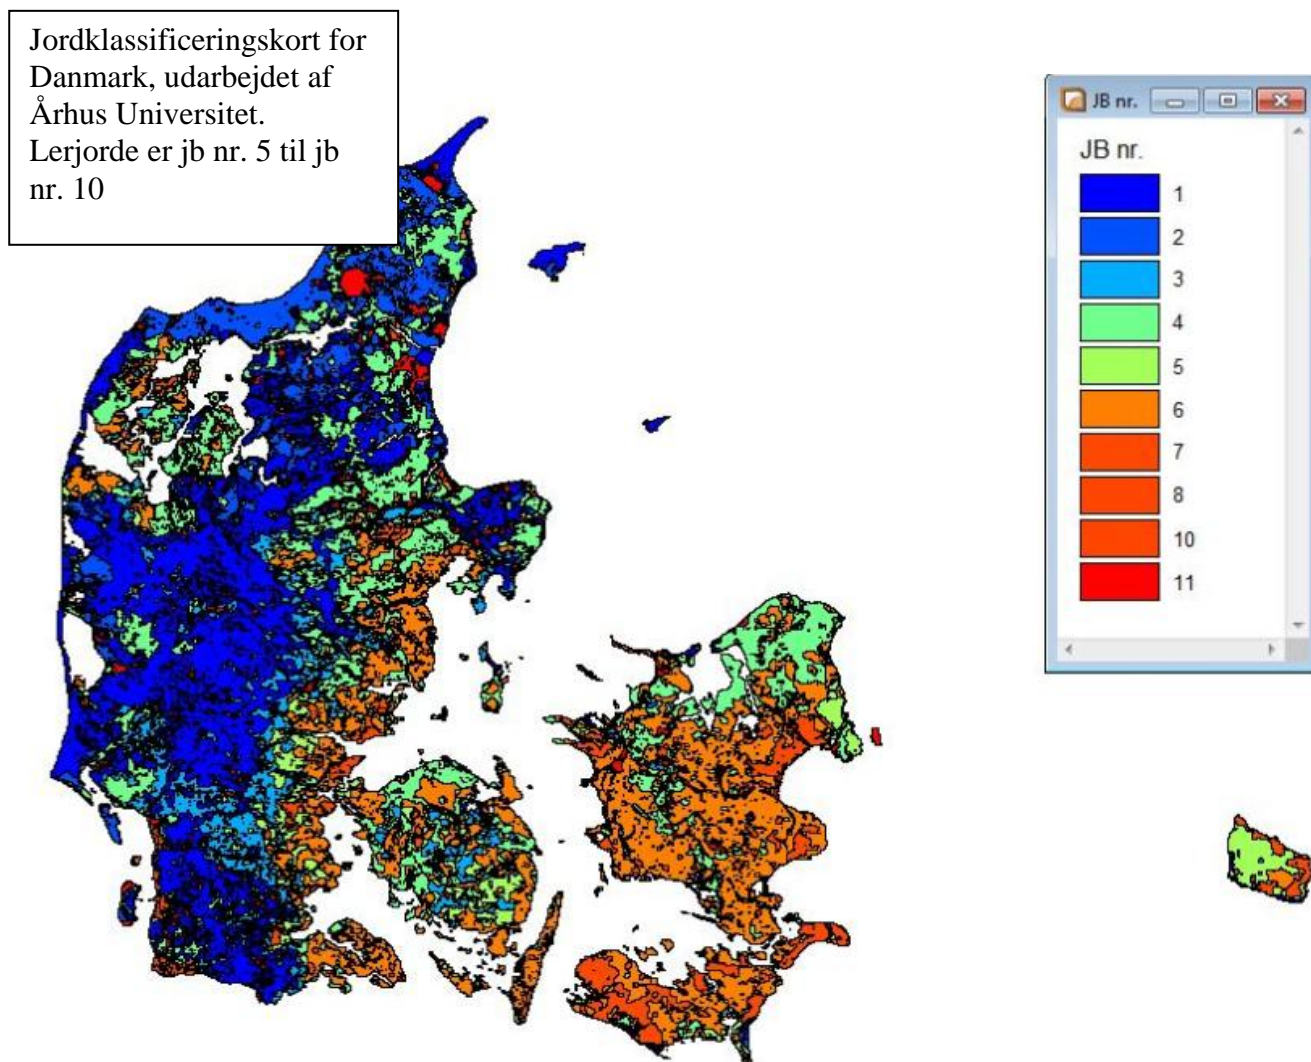 Jordklassificeringskort for
Danmark, udarbejdet af
Århus Universitet.
Lerjorde er jb nr. 5 til jb
nr. 10
JB nr.
JB nr.
1
2
3
4
5
6
7
8
10
11